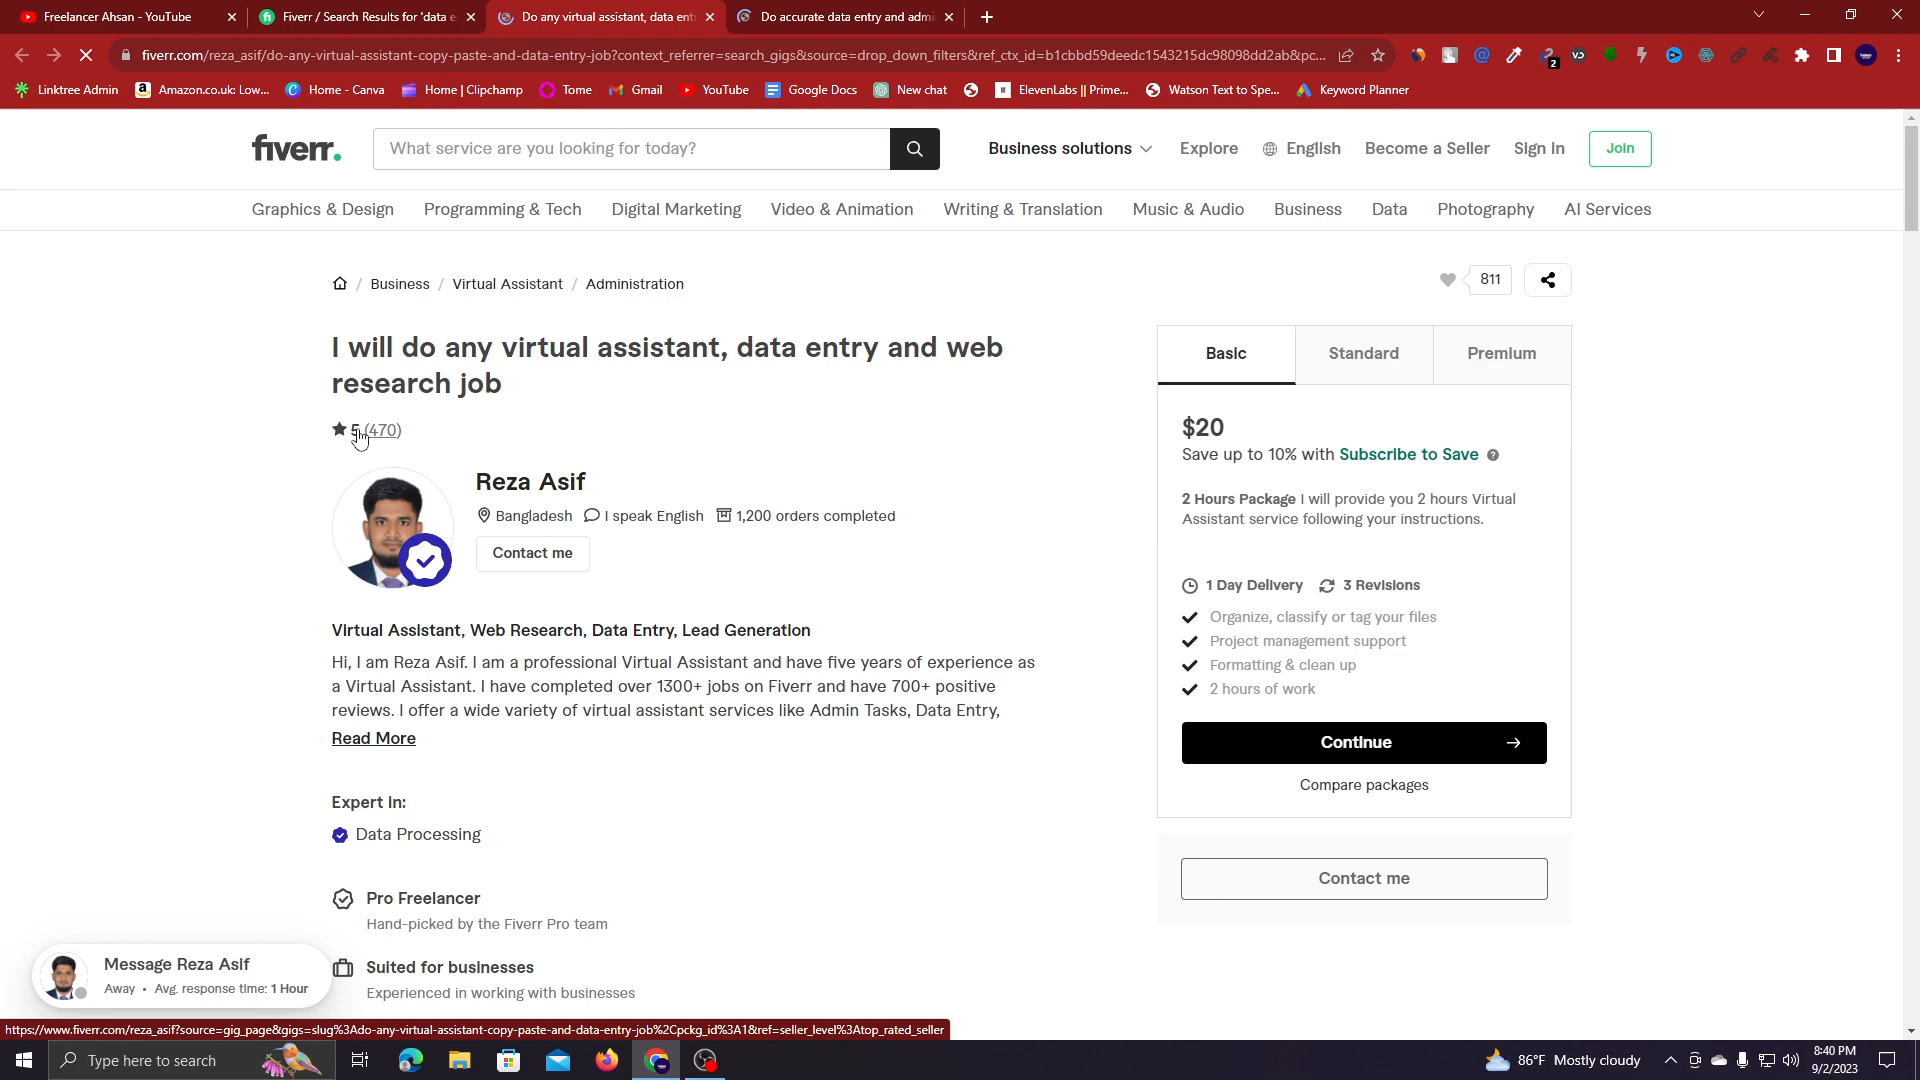 Freelancer Ahsan - YouTube
Fiverr / Search Results for 'data e
Do any virtual assistant, data ent
Do accurate data entry and admi
fiverr.com/reza_asif/do-any-virtual-assistant-copy-paste-and-data-entry-job?context_referrer=search_gigs&source=drop_down_filters&ref_ctx_id=b1cbbd59deedc1543215dc98098dd2ab&pc...
2
Linktree Admin
Amazon.co.uk: Low...
Home - Canva
Home | Clipchamp
Tome
Gmail
YouTube
Google Docs
New chat
ElevenLabs || Prime...
Watson Text to Spe...
Keyword Planner
fiverr.
What service are you looking for today?
Business solutions
Explore
English
Become a Seller
Sign in
Join
Graphics & Design
Programming & Tech
Digital Marketing
Video & Animation
Writing & Translation
Music & Audio
Business
Data
Photography
AI Services
/ Business / Virtual Assistant / Administration
811
I will do any virtual assistant, data entry and web
research job
5 (470)
Reza Asif
Bangladesh
I speak English
1,200 orders completed
Contact me
Virtual Assistant, Web Research, Data Entry, Lead Generation
Hi, I am Reza Asif. I am a professional Virtual Assistant and have five years of experience as
a Virtual Assistant. I have completed over 1300+ jobs on Fiverr and have 700+ positive
reviews. I offer a wide variety of virtual assistant services like Admin Tasks, Data Entry,
Read More
Expert in:
Data Processing
Pro Freelancer
Hand-picked by the Fiverr Pro team
Suited for businesses
Experienced in working with businesses
Basic
Standard
Premium
$20
Save up to 10% with Subscribe to Save
2 Hours Package I will provide you 2 hours Virtual
Assistant service following your instructions.
1 Day Delivery
3 Revisions
Organize, classify or tag your files
Project management support
Formatting & clean up
2 hours of work
Continue
Compare packages
Contact me
Message Reza Asif
Away • Avg. response time: 1 Hour
https://www.fiverr.com/reza_asif?source=gig_page&gigs=slug%3Ado-any-virtual-assistant-copy-paste-and-data-entry-job%2Cpckg_id%3A1&ref=seller_level%3Atop_rated_seller
Type here to search
86°F Mostly cloudy
8:40 PM
9/2/2023